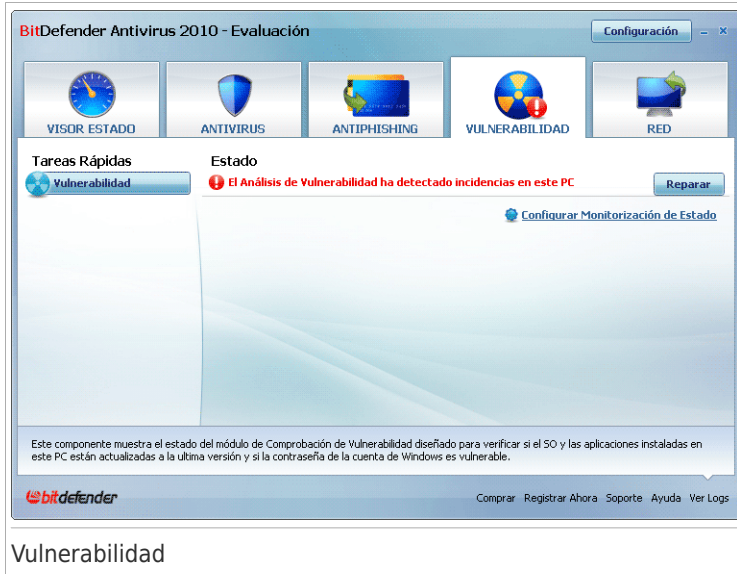 BitDefender Antivirus 2010 - Evaluación
Configuración
VISOR ESTADO
ANTIVIRUS
ANTIPHISHING
VULNERABILIDAD
RED
Tareas Rápidas
Vulnerabilidad
Estado
El Análisis de Vulnerabilidad ha detectado incidencias en este PC
Reparar
Configurar Monitorización de Estado
Este componente muestra el estado del módulo de Comprobación de Vulnerabilidad diseñado para verificar si el SO y las aplicaciones instaladas en
este PC están actualizadas a la ultima versión y si la contraseña de la cuenta de Windows es vulnerable.
bitdefender
Comprar Registrar Ahora Soporte Ayuda Ver Logs
Vulnerabilidad